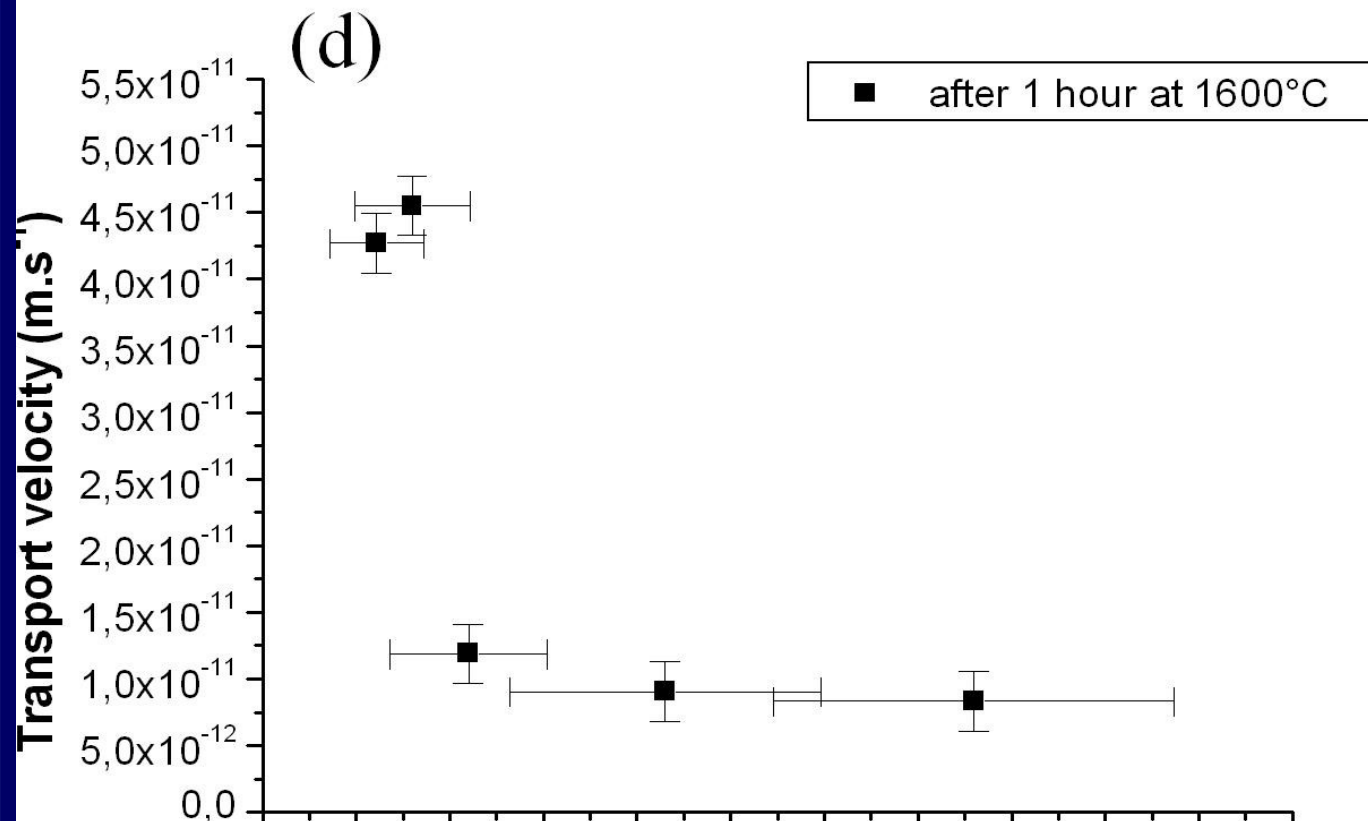 (d)
after 1 hour at 1600°C
5,5x10⁻¹¹
5,0x10⁻¹¹
4,5x10⁻¹¹
4,0x10⁻¹¹
3,5x10⁻¹¹
3,0x10⁻¹¹
2,5x10⁻¹¹
2,0x10⁻¹¹
1,5x10⁻¹¹
1,0x10⁻¹¹
5,0x10⁻¹²
0,0
Transport velocity (m.s⁻¹)